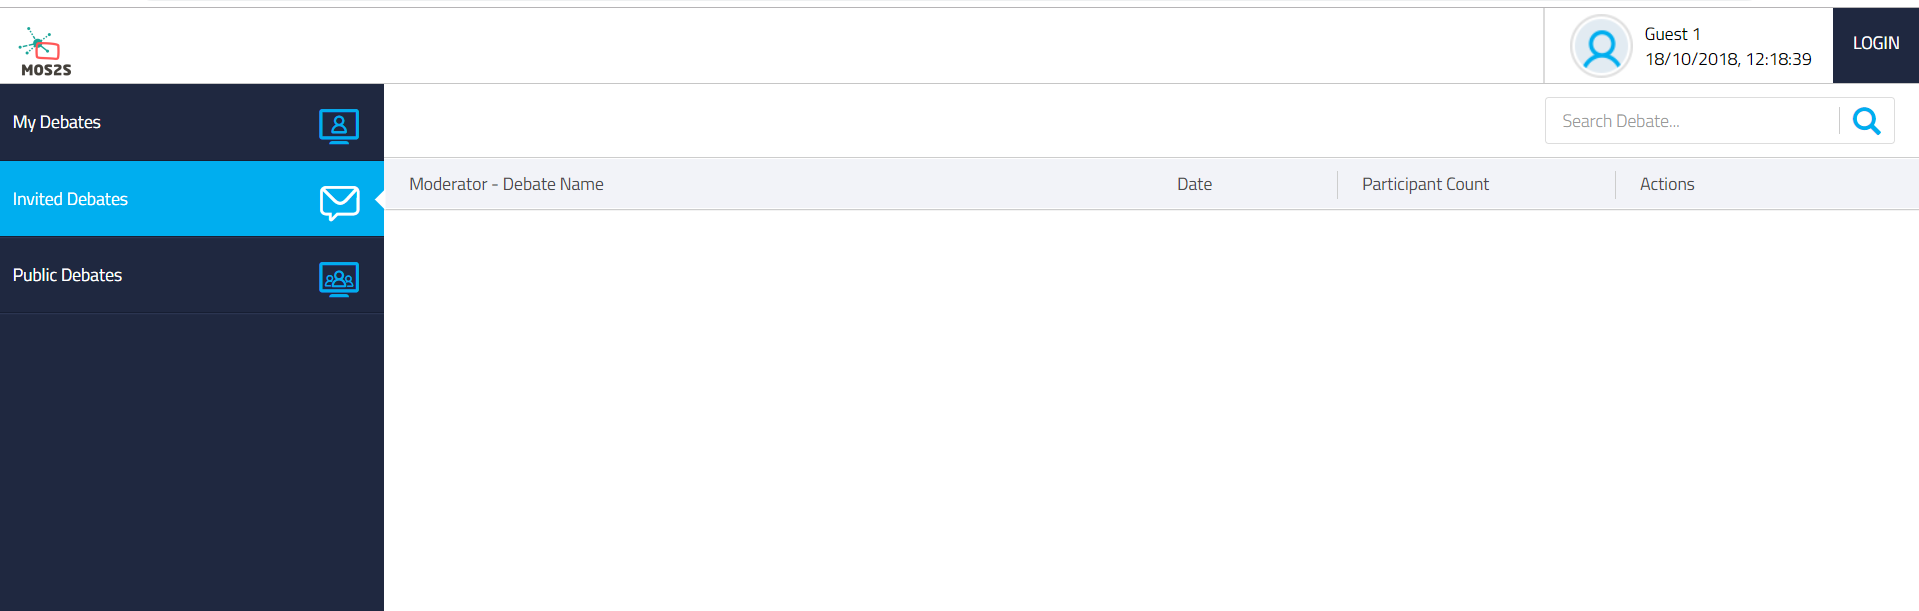 MOS2S
Guest 1
18/10/2018, 12:18:39
LOGIN
My Debates
Invited Debates
Public Debates
Search Debate...
Moderator - Debate Name
Date
Participant Count
Actions